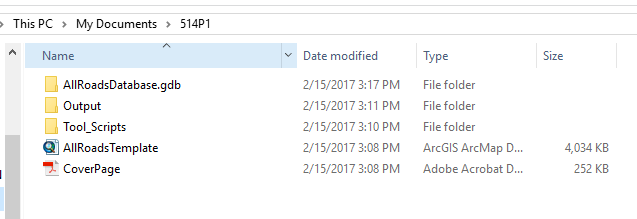 This PC > My Documents > 514P1
Name Date modified Type Size
AllRoadsDatabase.gdb 2/15/2017 3:17 PM File folder
Output 2/15/2017 3:11 PM File folder
Tool_Scripts 2/15/2017 3:10 PM File folder
AllRoadsTemplate 2/15/2017 3:08 PM ArcGIS ArcMap D... 4,034 KB
CoverPage 2/15/2017 3:08 PM Adobe Acrobat D... 252 KB